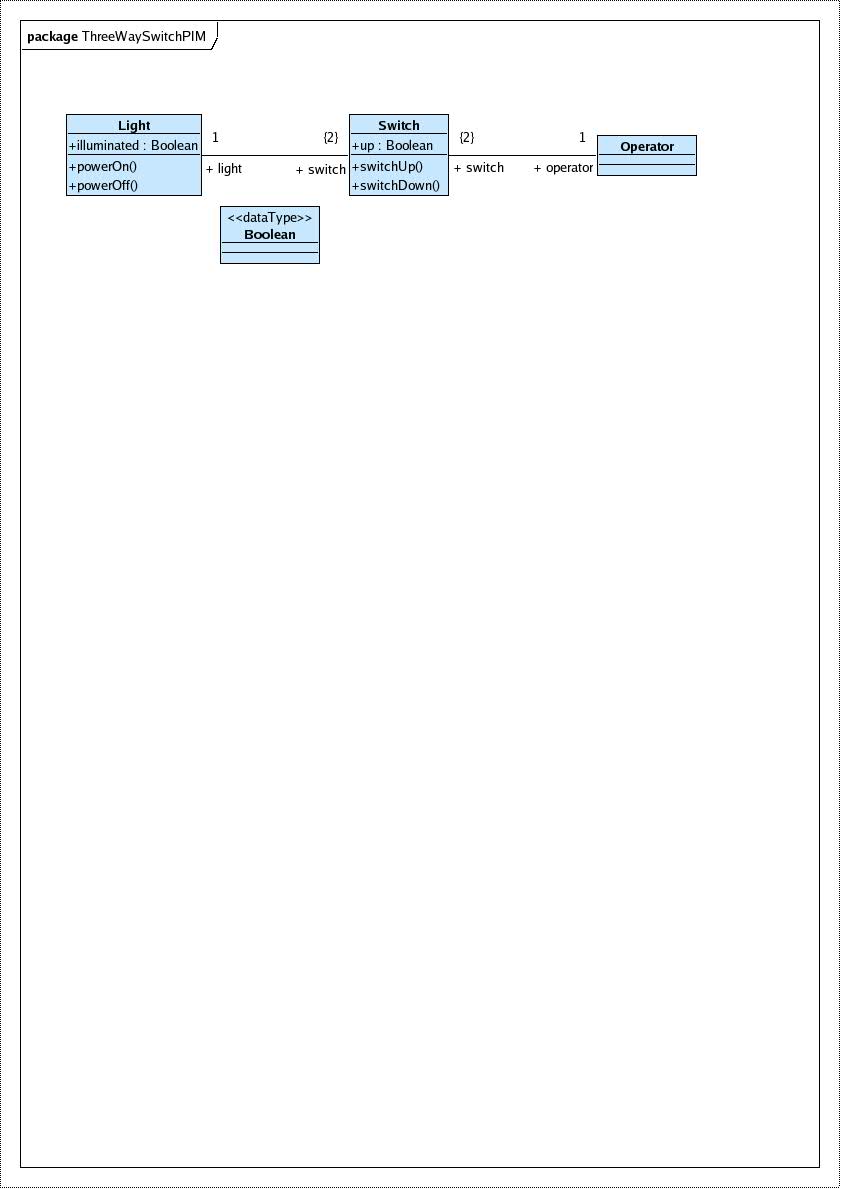 package ThreeWaySwitchPIM
Light
+illuminated : Boolean
+powerOn()
+powerOff()
1
{2}
+ light
+ switch
Switch
+up : Boolean
+switchUp()
+switchDown()
{2}
1
+ switch
+ operator
Operator
<<dataType>>
Boolean